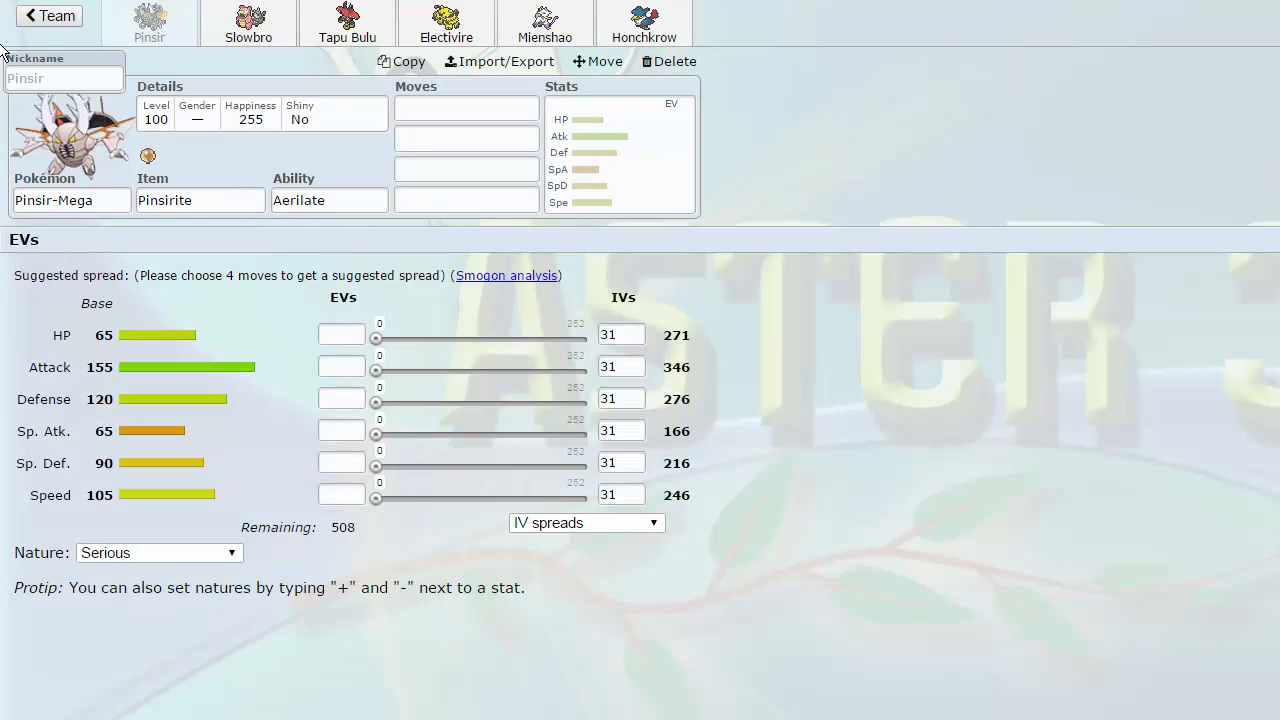 Team
Pinsir
Slowbro
Tapu Bulu
Electivire
Mienshao
Honchkrow
Nickname
Pinsir
Copy Import/Export Move Delete
Details
Level Gender Happiness Shiny
100 — 255 No
Moves
Stats
EV
HP
Atk
Def
SpA
SpD
Spe
Pokémon Item Ability
Pinsir-Mega Pinsirite Aerilate
EVs
Suggested spread: (Please choose 4 moves to get a suggested spread) (Smogon analysis)
Base EVs IVs
HP 65 0 252 31 271
Attack 155 0 252 31 346
Defense 120 0 252 31 276
Sp. Atk. 65 0 252 31 166
Sp. Def. 90 0 252 31 216
Speed 105 0 252 31 246
Remaining: 508 IV spreads
Nature: Serious
Protip: You can also set natures by typing "+" and "-" next to a stat.
ASTER 3